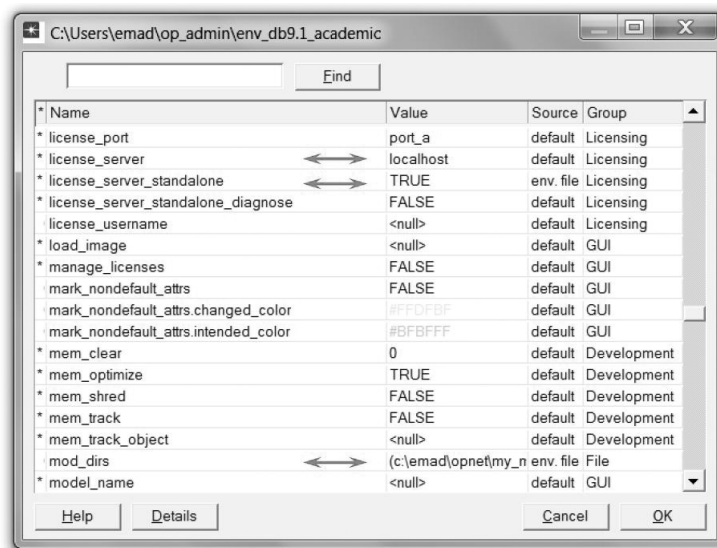 C:\Users\emad\op_admin\env_db9.1_academic
Find
* Name Value Source Group
* license_port port_a default Licensing
* license_server localhost default Licensing
* license_server_standalone TRUE env. file Licensing
* license_server_standalone_diagnose FALSE default Licensing
license_username <null> default Licensing
* load_image <null> default GUI
* manage_licenses FALSE default GUI
mark_nondefault_attrs FALSE default GUI
mark_nondefault_attrs.changed_color #FFDFBF default GUI
mark_nondefault_attrs.intended_color #BFBFFF default GUI
* mem_clear 0 default Development
* mem_optimize TRUE default Development
* mem_shred FALSE default Development
* mem_track FALSE default Development
* mem_track_object <null> default Development
mod_dirs (c:\emad\opnet\my_m env. file File
* model_name <null> default GUI
Help Details Cancel OK